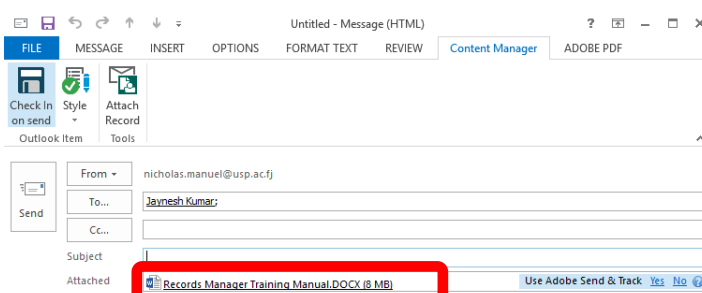 Untitled - Message (HTML)
FILE MESSAGE INSERT OPTIONS FORMAT TEXT REVIEW Content Manager ADOBE PDF
Check In on send Style Attach Record
Outlook Item Tools
From nicholas.manuel@usp.ac.fj
Send
To... Jaynesh Kumar;
Cc...
Subject
Attached Records Manager Training Manual.DOCX (8 MB) Use Adobe Send & Track Yes No